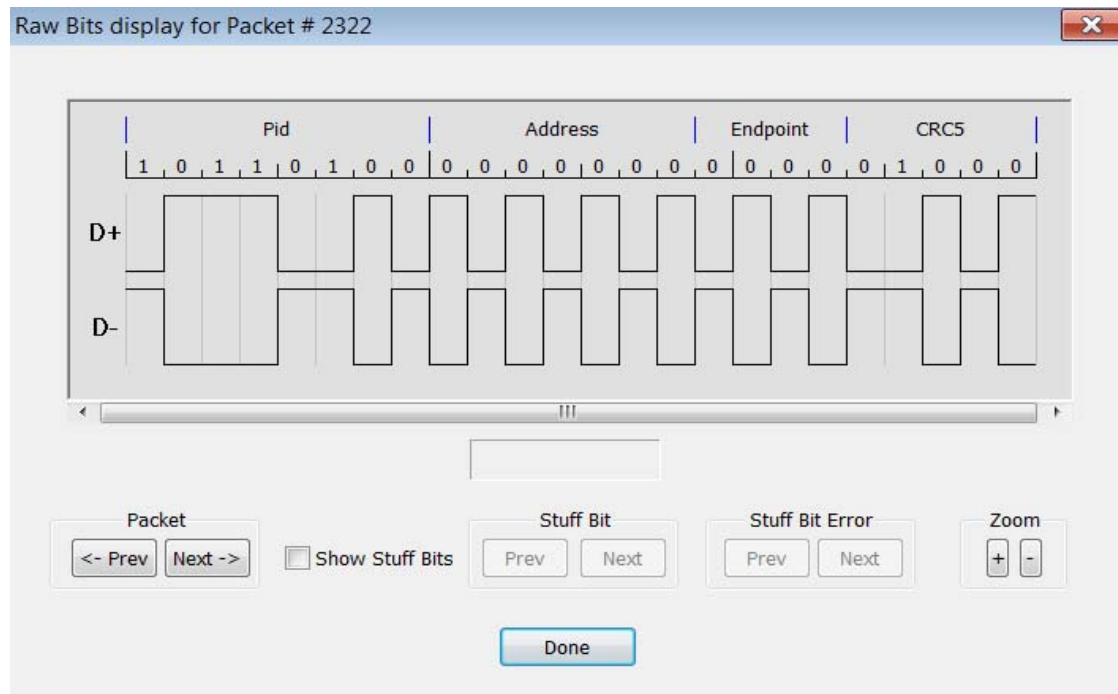 Raw Bits display for Packet # 2322
Pid Address Endpoint CRC5
1 0 1 1 0 1 0 0 0 0 0 0 0 0 0 0 0 0 0 0 1 0 0 0
D+
D-
Packet Stuff Bit Stuff Bit Error Zoom
<- Prev Next -> Show Stuff Bits Prev Next Prev Next + -
Done